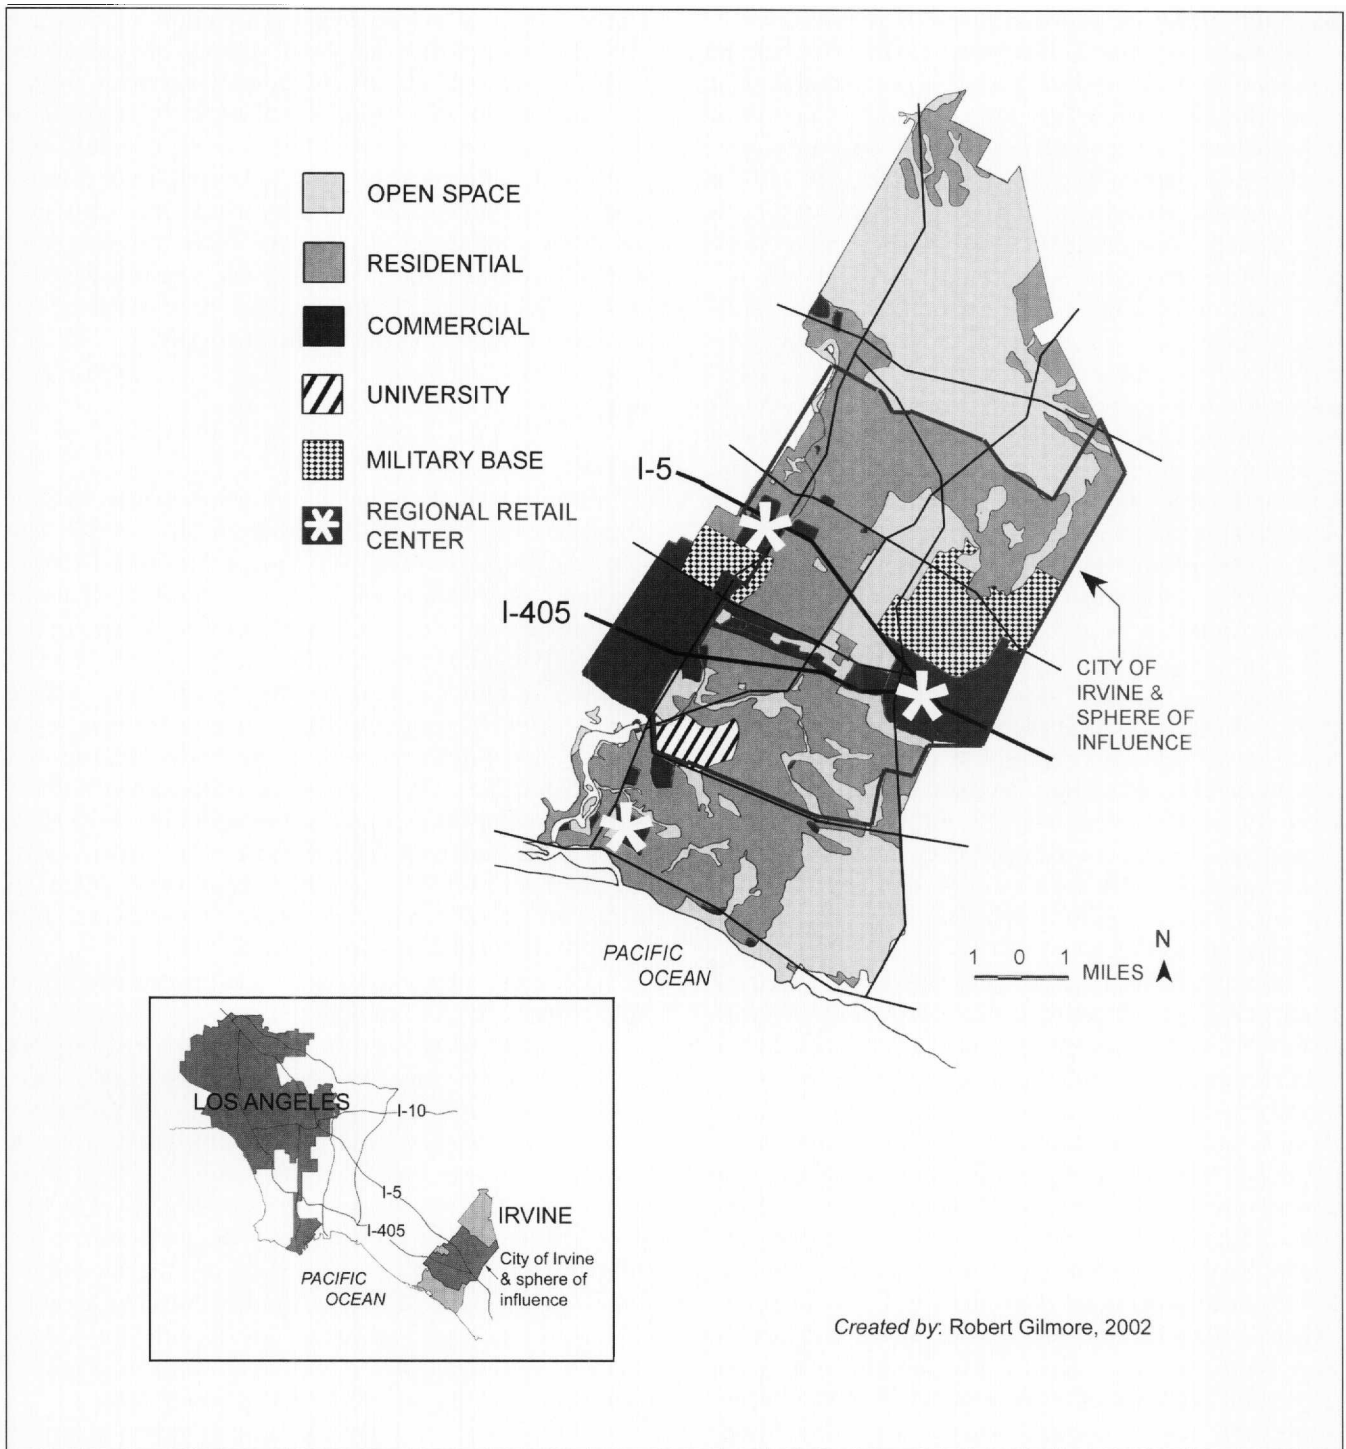 OPEN SPACE
RESIDENTIAL
COMMERCIAL
UNIVERSITY
MILITARY BASE
REGIONAL RETAIL
CENTER
I-5
I-405
CITY OF
IRVINE &
SPHERE OF
INFLUENCE
PACIFIC
OCEAN
1 0 1
MILES
N
LOS ANGELES
I-10
I-5
I-405
IRVINE
City of Irvine
& sphere of
influence
PACIFIC
OCEAN
Created by: Robert Gilmore, 2002